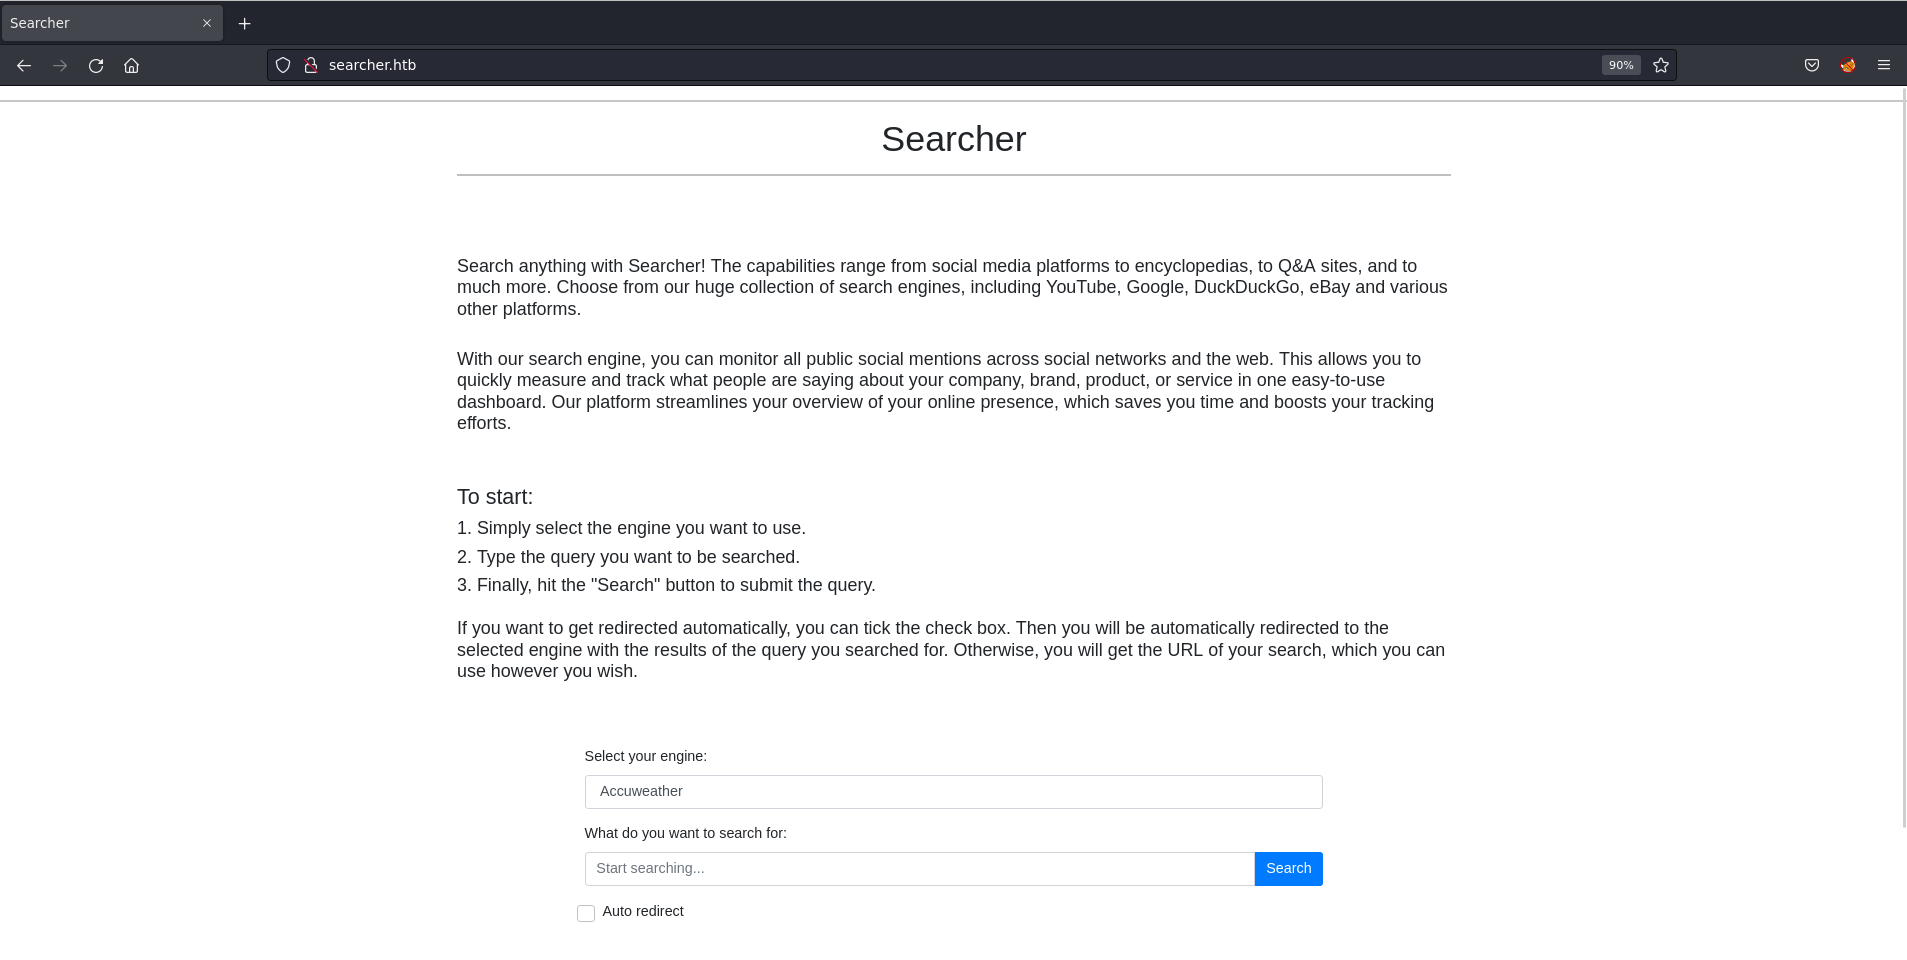 Searcher
searcher.htb
90%
Searcher
Search anything with Searcher! The capabilities range from social media platforms to encyclopedias, to Q&A sites, and to
much more. Choose from our huge collection of search engines, including YouTube, Google, DuckDuckGo, eBay and various
other platforms.
With our search engine, you can monitor all public social mentions across social networks and the web. This allows you to
quickly measure and track what people are saying about your company, brand, product, or service in one easy-to-use
dashboard. Our platform streamlines your overview of your online presence, which saves you time and boosts your tracking
efforts.
To start:
1. Simply select the engine you want to use.
2. Type the query you want to be searched.
3. Finally, hit the "Search" button to submit the query.
If you want to get redirected automatically, you can tick the check box. Then you will be automatically redirected to the
selected engine with the results of the query you searched for. Otherwise, you will get the URL of your search, which you can
use however you wish.
Select your engine:
Accuweather
What do you want to search for:
Start searching...
Search
Auto redirect